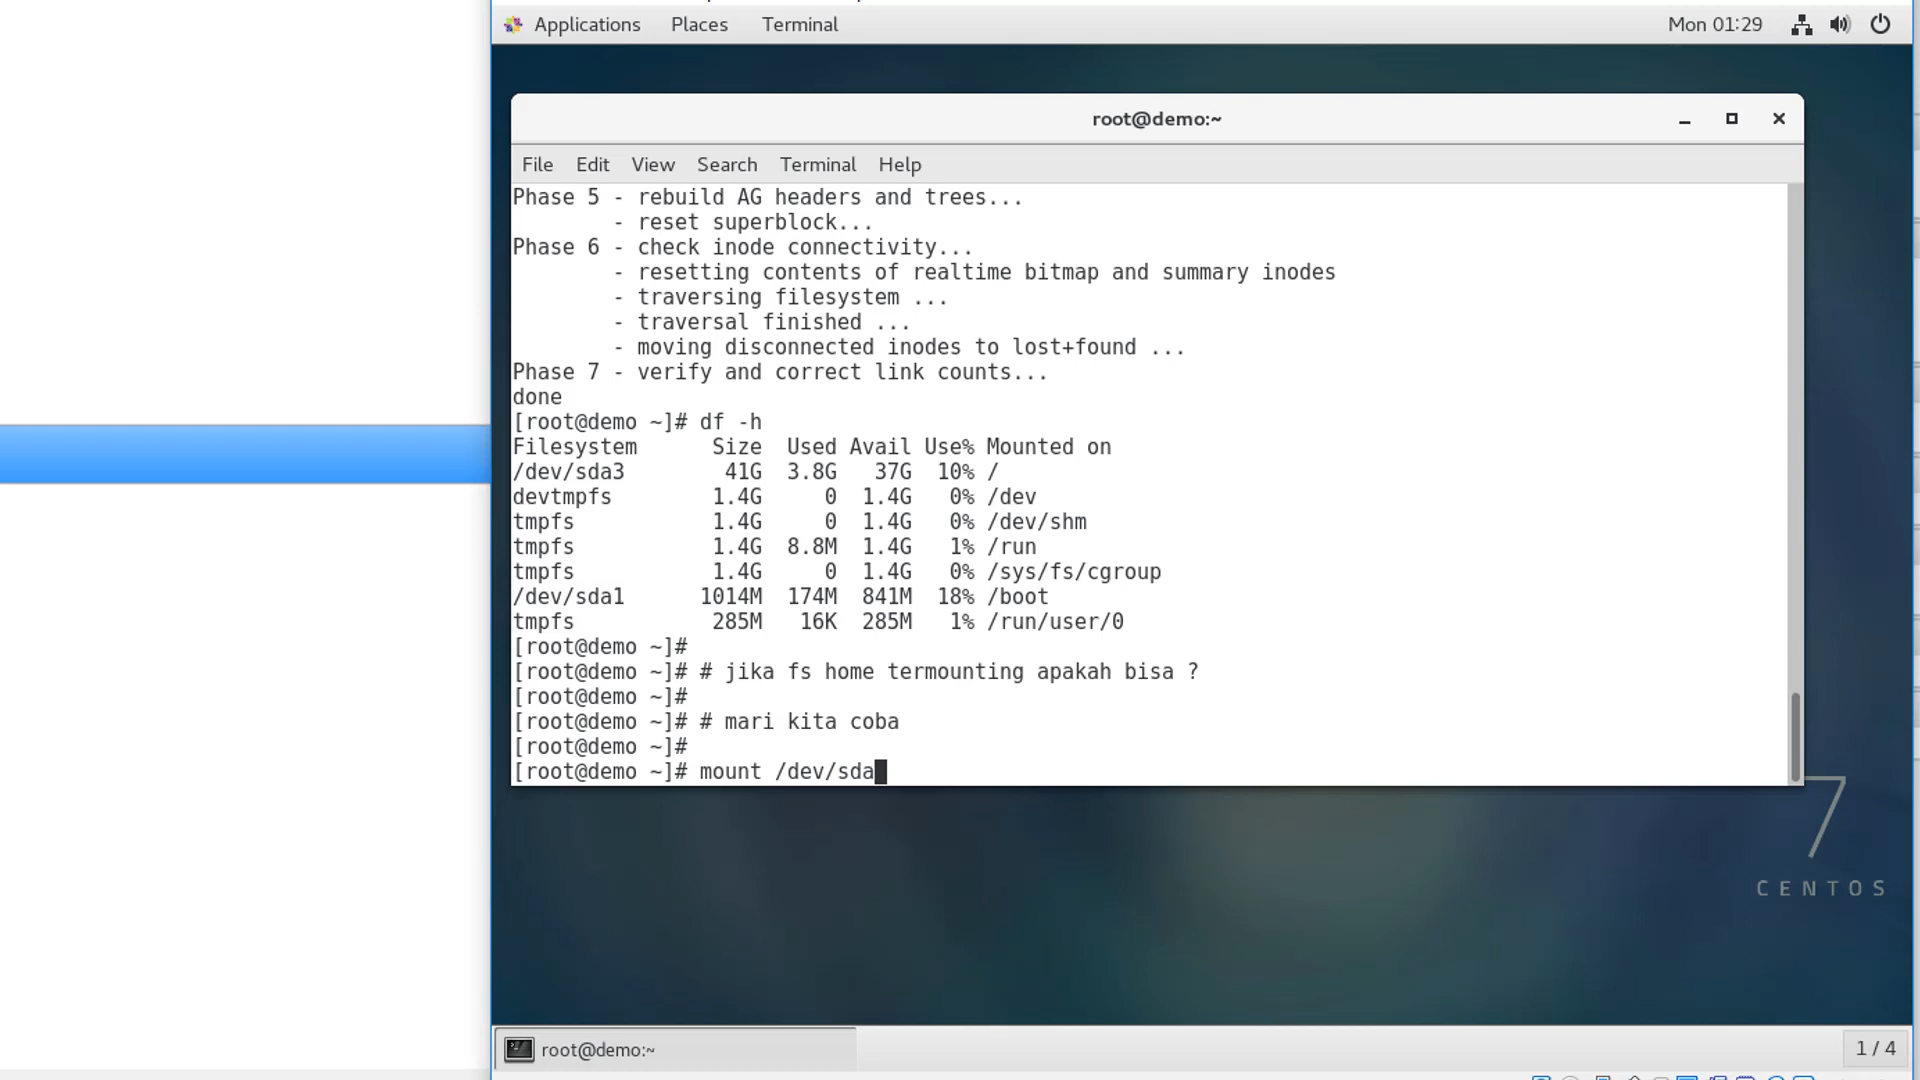 Applications Places Terminal Mon 01:29
root@demo:~
File Edit View Search Terminal Help
Phase 5 - rebuild AG headers and trees...
- reset superblock...
Phase 6 - check inode connectivity...
- resetting contents of realtime bitmap and summary inodes
- traversing filesystem ...
- traversal finished ...
- moving disconnected inodes to lost+found ...
Phase 7 - verify and correct link counts...
done
[root@demo ~]# df -h
Filesystem Size Used Avail Use% Mounted on
/dev/sda3 41G 3.8G 37G 10% /
devtmpfs 1.4G 0 1.4G 0% /dev
tmpfs 1.4G 0 1.4G 0% /dev/shm
tmpfs 1.4G 8.8M 1.4G 1% /run
tmpfs 1.4G 0 1.4G 0% /sys/fs/cgroup
/dev/sda1 1014M 174M 841M 18% /boot
tmpfs 285M 16K 285M 1% /run/user/0
[root@demo ~]#
[root@demo ~]# # jika fs home termounting apakah bisa ?
[root@demo ~]#
[root@demo ~]# # mari kita coba
[root@demo ~]#
[root@demo ~]# mount /dev/sda
7
CENTOS
root@demo:~ 1 / 4